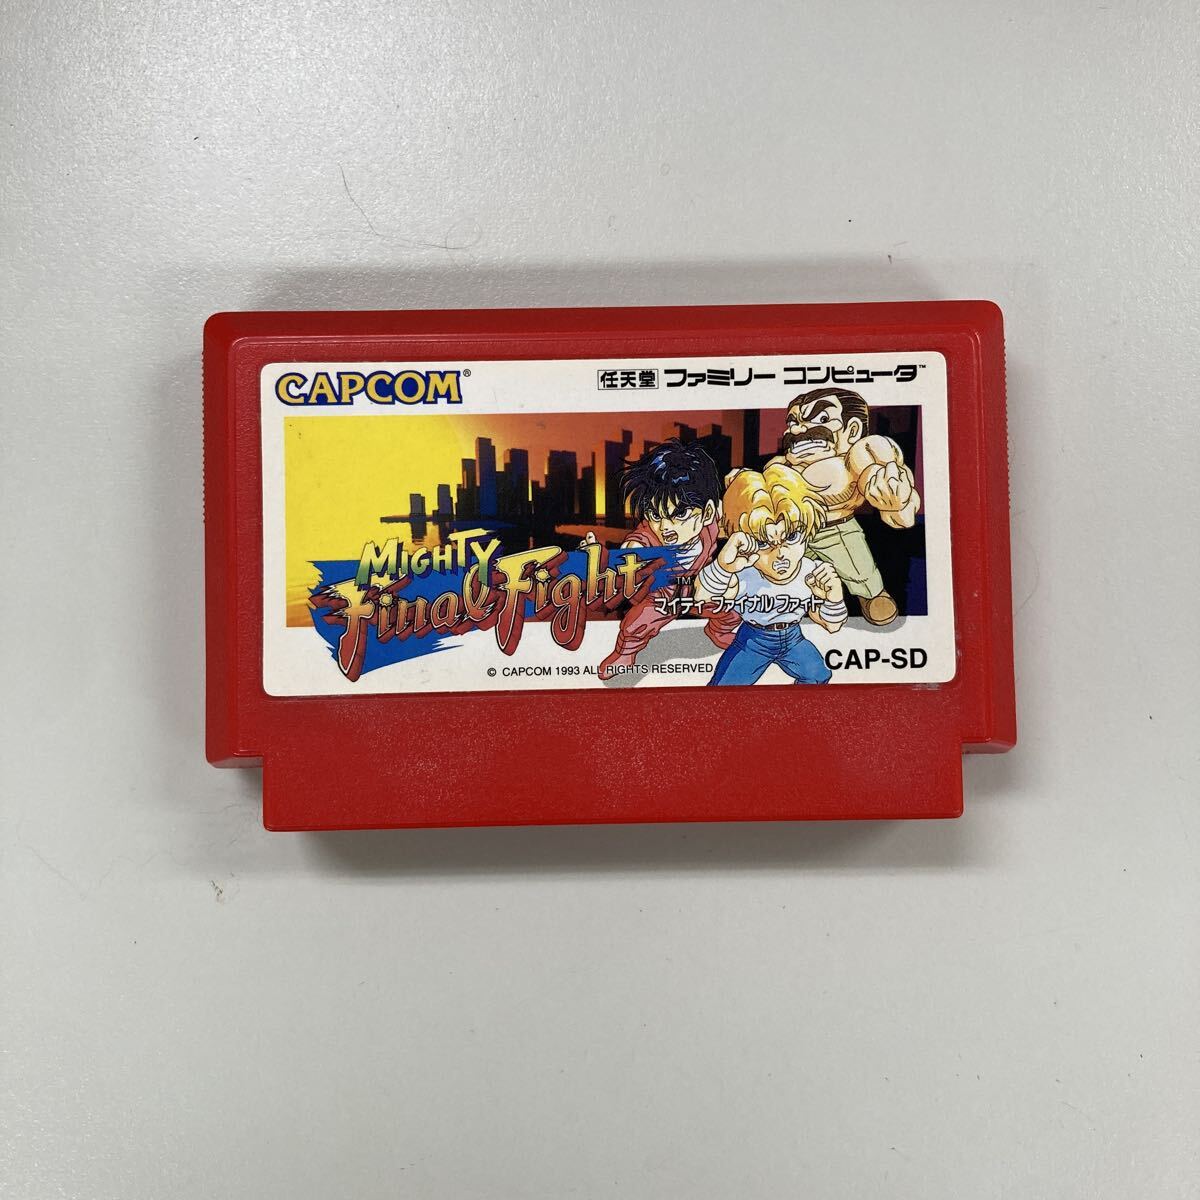 CAPCOM®
任天堂 ファミリー コンピュータ™
MIGHTY
Final Fight™
マイティ ファイナル ファイト
© CAPCOM 1993 ALL RIGHTS RESERVED
CAP-SD